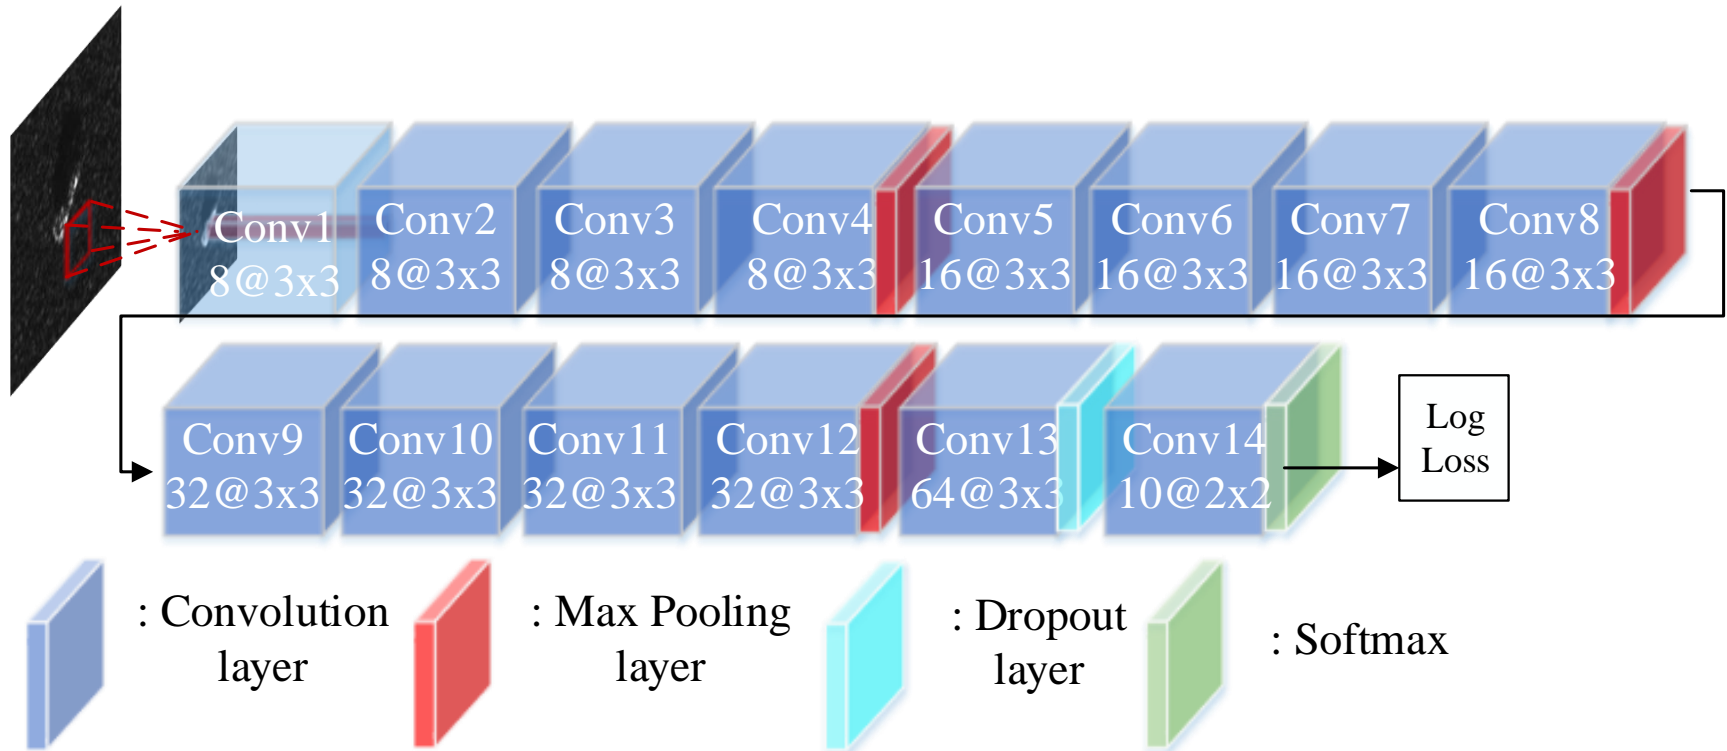 Conv1
8@3x3
Conv2
8@3x3
Conv3
8@3x3
Conv4
8@3x3
Conv5
16@3x3
Conv6
16@3x3
Conv7
16@3x3
Conv8
16@3x3
Conv9
32@3x3
Conv10
32@3x3
Conv11
32@3x3
Conv12
32@3x3
Conv13
64@3x3
Conv14
10@2x2
Log
Loss
: Convolution
layer
: Max Pooling
layer
: Dropout
layer
: Softmax